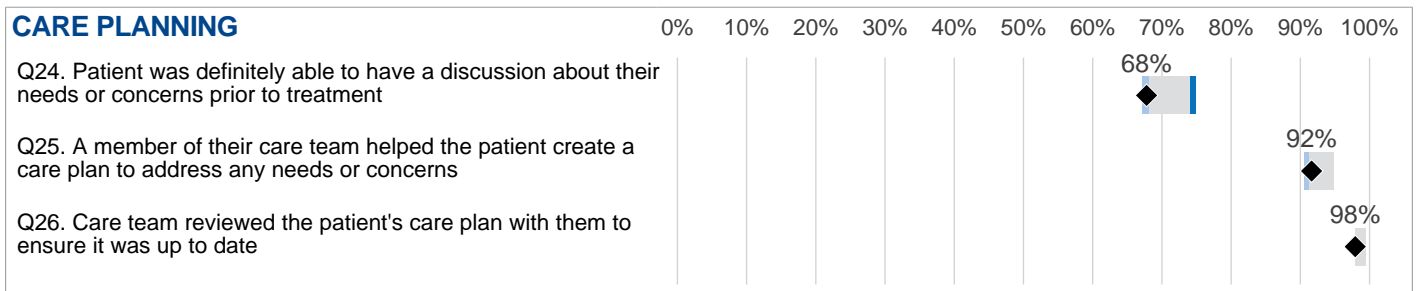 CARE PLANNING
0% 10% 20% 30% 40% 50% 60% 70% 80% 90% 100%
Q24. Patient was definitely able to have a discussion about their
needs or concerns prior to treatment
68%
Q25. A member of their care team helped the patient create a
care plan to address any needs or concerns
92%
Q26. Care team reviewed the patient's care plan with them to
ensure it was up to date
98%